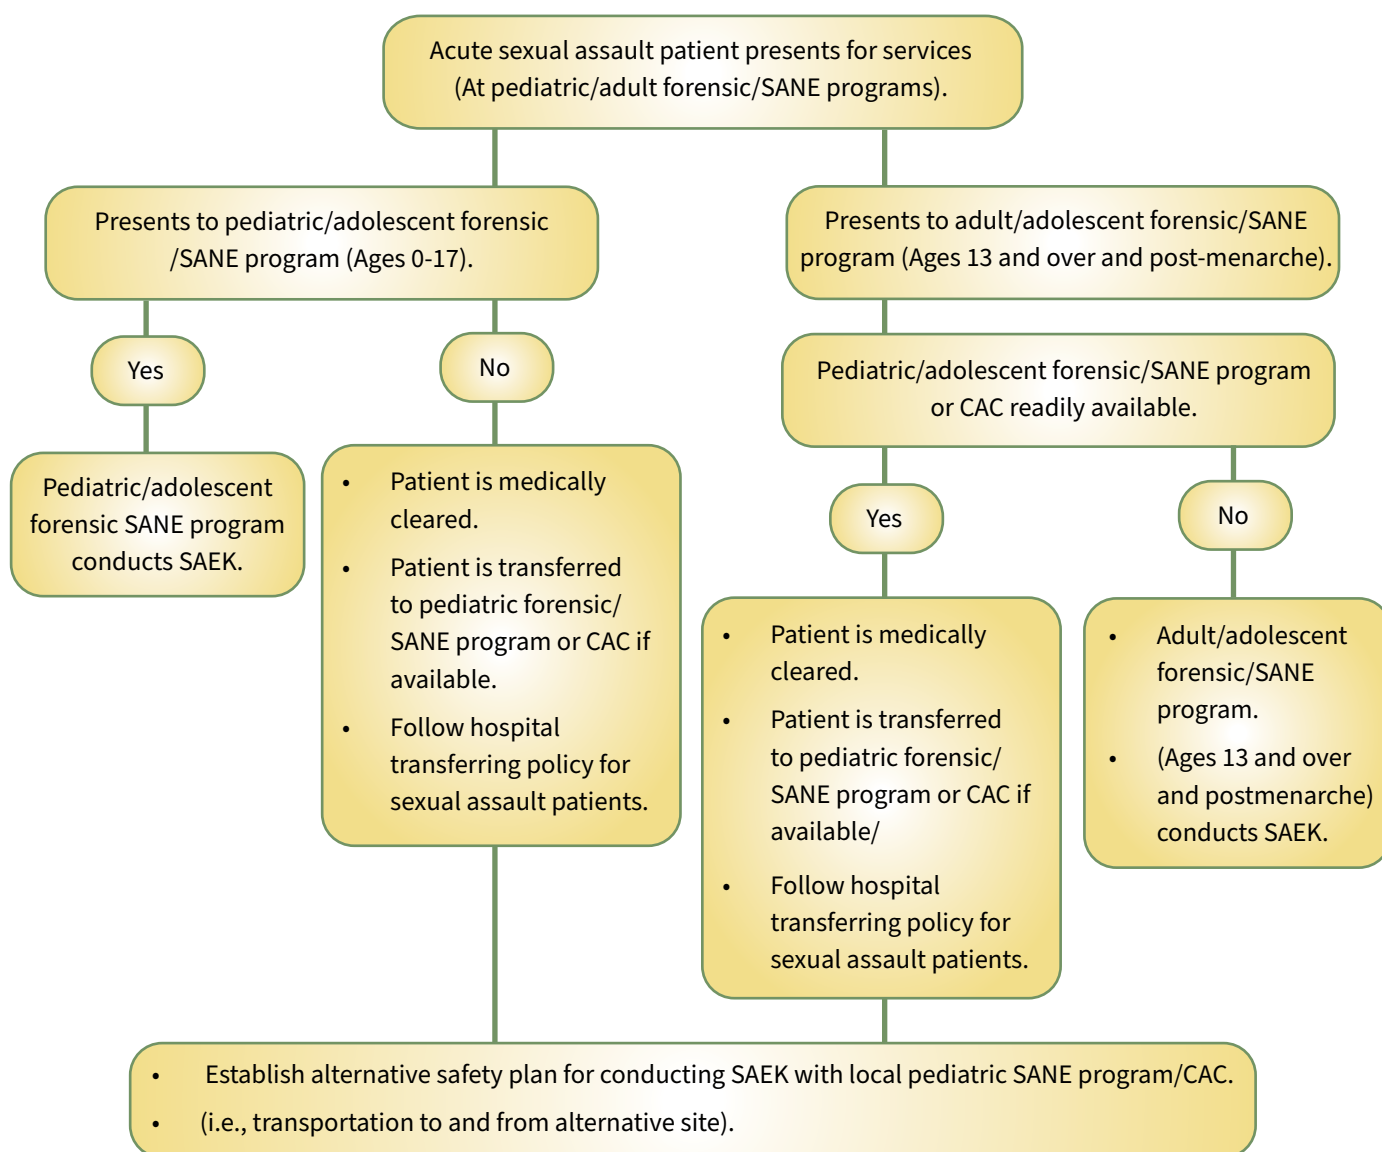 Acute sexual assault patient presents for services
(At pediatric/adult forensic/SANE programs).
Presents to pediatric/adolescent forensic
/SANE program (Ages 0-17).
Presents to adult/adolescent forensic/SANE
program (Ages 13 and over and post-menarche).
Yes
No
Pediatric/adolescent forensic/SANE program
or CAC readily available.
Pediatric/adolescent
forensic SANE program
conducts SAEK.
• Patient is medically
cleared.
• Patient is transferred
to pediatric forensic/
SANE program or CAC if
available.
• Follow hospital
transferring policy for
sexual assault patients.
Yes
No
• Patient is medically
cleared.
• Patient is transferred
to pediatric forensic/
SANE program or CAC if
available/
• Follow hospital
transferring policy for
sexual assault patients.
• Adult/adolescent
forensic/SANE
program.
• (Ages 13 and over
and postmenarche)
conducts SAEK.
• Establish alternative safety plan for conducting SAEK with local pediatric SANE program/CAC.
• (i.e., transportation to and from alternative site).